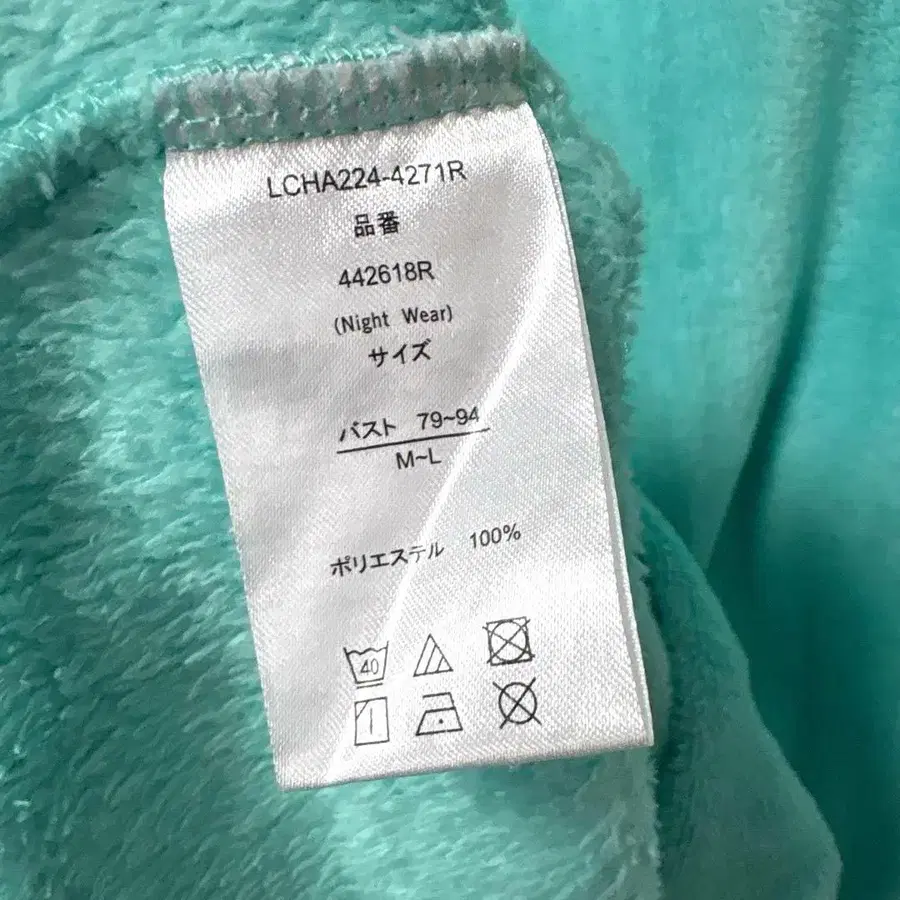 LCHA224-4271R
品番
442618R
(Night Wear)
サイズ
バスト 79~94
M~L
ポリエステル 100%
40